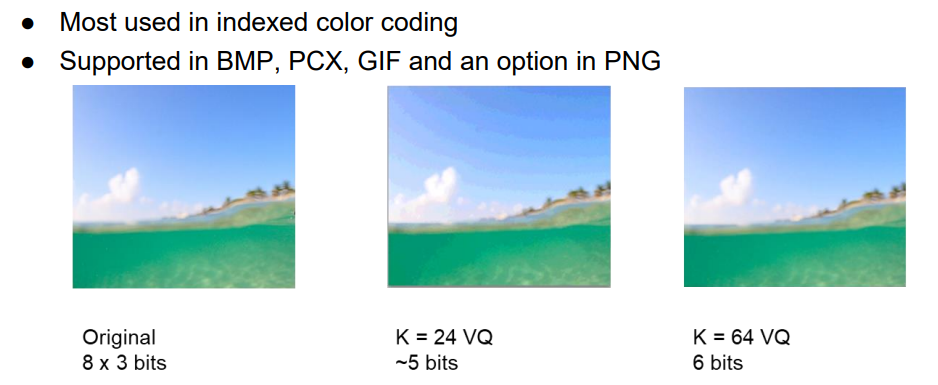 ● Most used in indexed color coding
● Supported in BMP, PCX, GIF and an option in PNG
Original
8 x 3 bits
K = 24 VQ
~5 bits
K = 64 VQ
6 bits